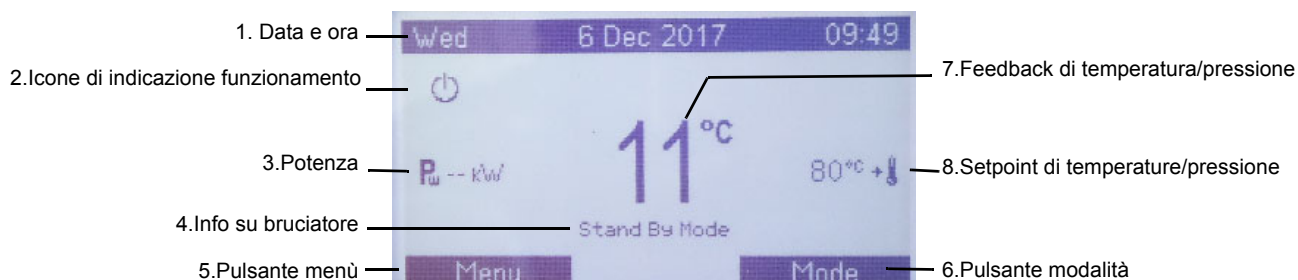 1. Data e ora
Wed 6 Dec 2017 09:49
2.Icone di indicazione funzionamento
7.Feedback di temperatura/pressione
11°C
3.Potenza
Pw -- kW
80°C
8.Setpoint di temperature/pressione
4.Info su bruciatore
Stand By Mode
5.Pulsante menù
Menu
Mode
6.Pulsante modalità